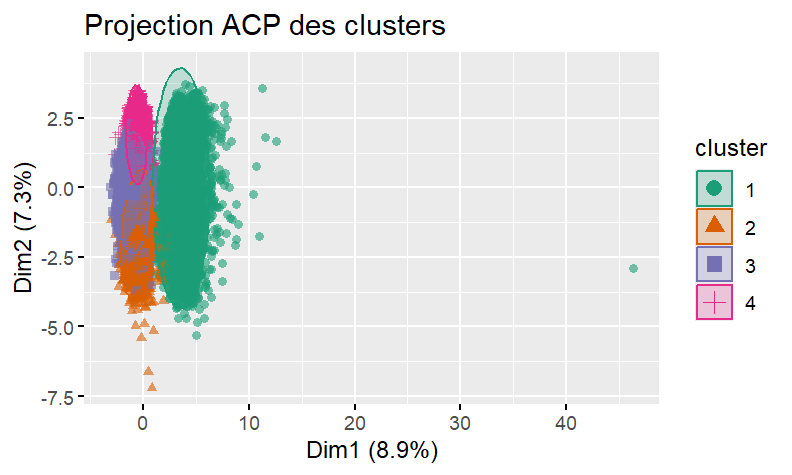 Projection ACP des clusters
2.5
0.0
-2.5
-5.0
-7.5
Dim2 (7.3%)
0 10 20 30 40
Dim1 (8.9%)
cluster
1
2
3
4